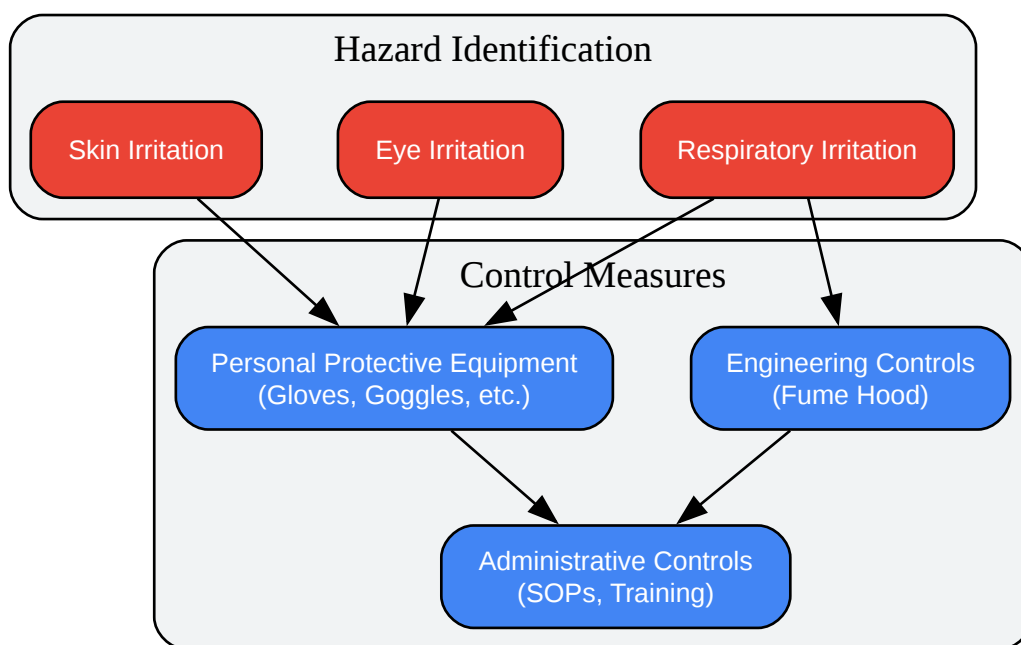 Hazard Identification
Skin Irritation
Eye Irritation
Respiratory Irritation
Control Measures
Personal Protective Equipment
(Gloves, Goggles, etc.)
Engineering Controls
(Fume Hood)
Administrative Controls
(SOPs, Training)